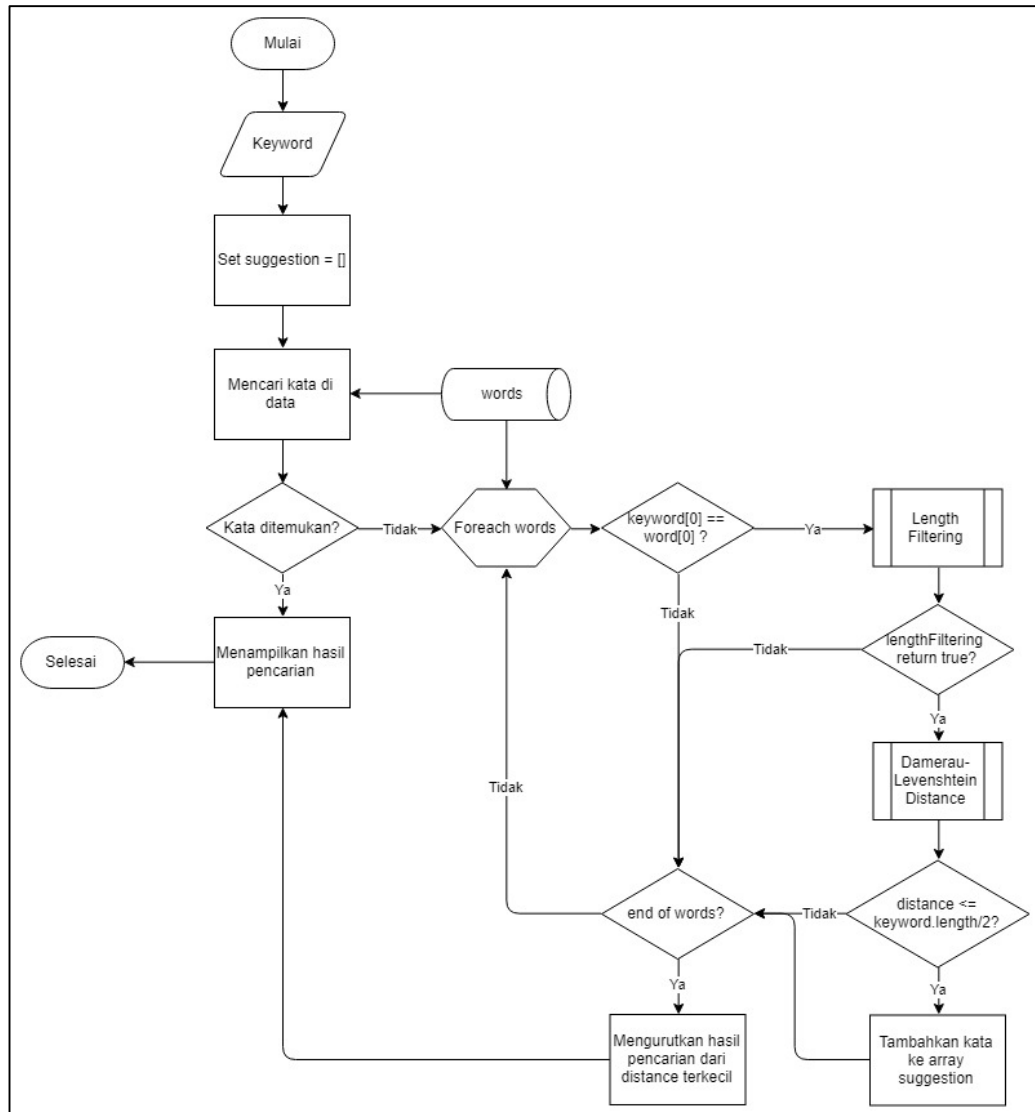 Mulai
Keyword
Set suggestion = []
Mencari kata di
data
words
Kata ditemukan?
Tidak
Foreach words
keyword[0] ==
word[0] ?
Ya
Length
Filtering
Ya
Tidak
Menampilkan hasil
pencarian
Selesai
Tidak
lengthFiltering
return true?
Ya
Damerau-
Levenshtein
Distance
Tidak
end of words?
Tidak
distance <=
keyword.length/2?
Ya
Ya
Mengurutkan hasil
pencarian dari
distance terkecil
Tambahkan kata
ke array
suggestion